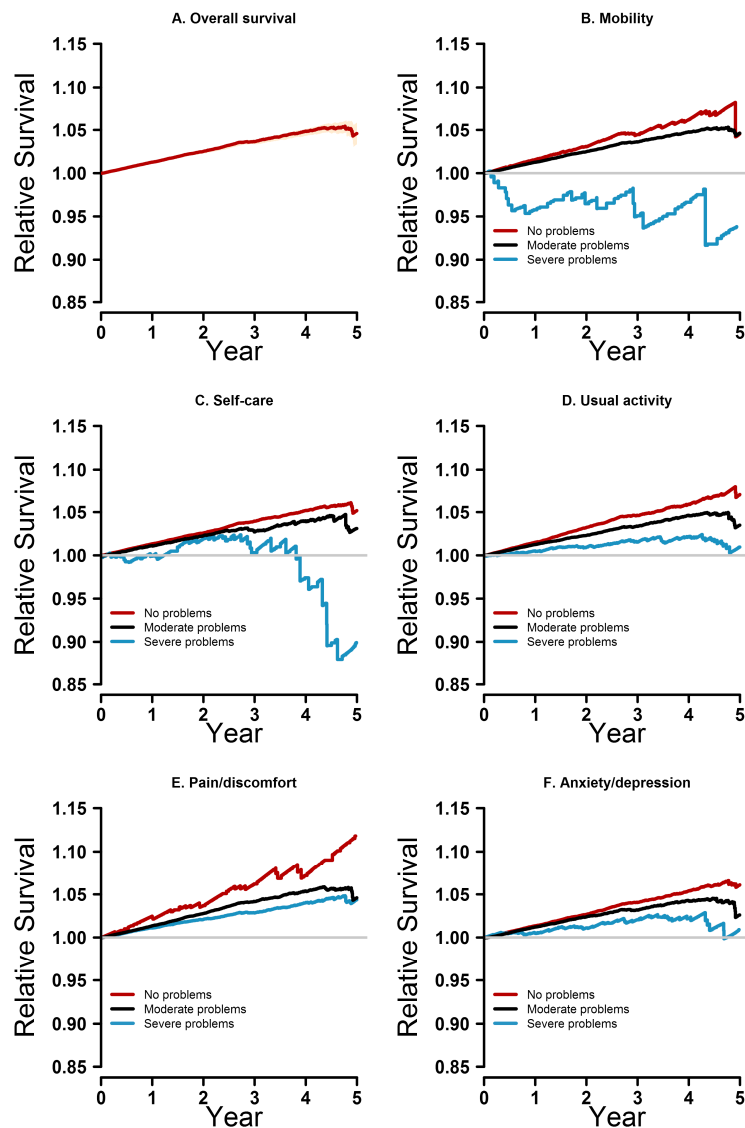 A. Overall survival
Relative Survival
1.15
1.10
1.05
1.00
0.95
0.90
0.85
0 1 2 3 4 5
Year
B. Mobility
Relative Survival
1.15
1.10
1.05
1.00
0.95
0.90
0.85
No problems
Moderate problems
Severe problems
0 1 2 3 4 5
Year
C. Self-care
Relative Survival
1.15
1.10
1.05
1.00
0.95
0.90
0.85
No problems
Moderate problems
Severe problems
0 1 2 3 4 5
Year
D. Usual activity
Relative Survival
1.15
1.10
1.05
1.00
0.95
0.90
0.85
No problems
Moderate problems
Severe problems
0 1 2 3 4 5
Year
E. Pain/discomfort
Relative Survival
1.15
1.10
1.05
1.00
0.95
0.90
0.85
No problems
Moderate problems
Severe problems
0 1 2 3 4 5
Year
F. Anxiety/depression
Relative Survival
1.15
1.10
1.05
1.00
0.95
0.90
0.85
No problems
Moderate problems
Severe problems
0 1 2 3 4 5
Year